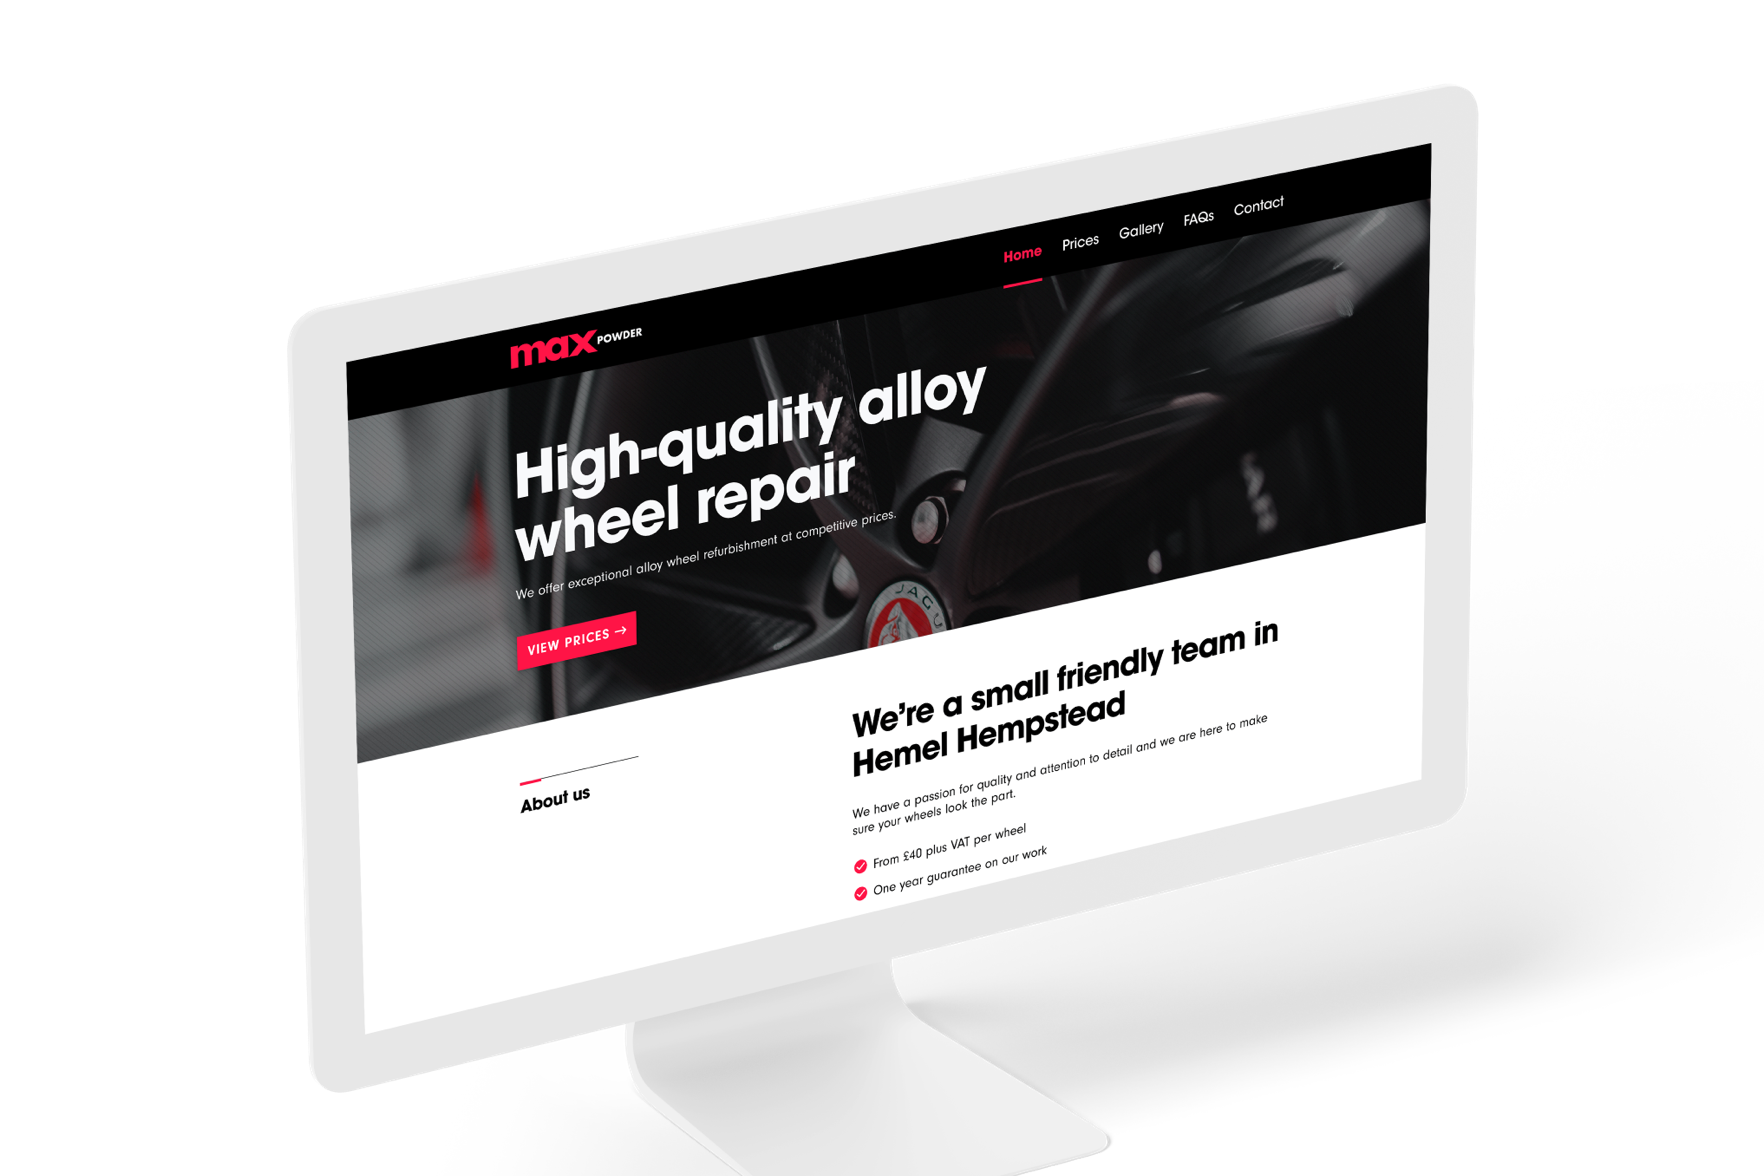 max POWDER
Home Prices Gallery FAQs Contact
High-quality alloy
wheel repair
We offer exceptional alloy wheel refurbishment at competitive prices.
VIEW PRICES →
JAGU
About us
We’re a small friendly team in
Hemel Hempstead
We have a passion for quality and attention to detail and we are here to make
sure your wheels look the part.
From £40 plus VAT per wheel
One year guarantee on our work